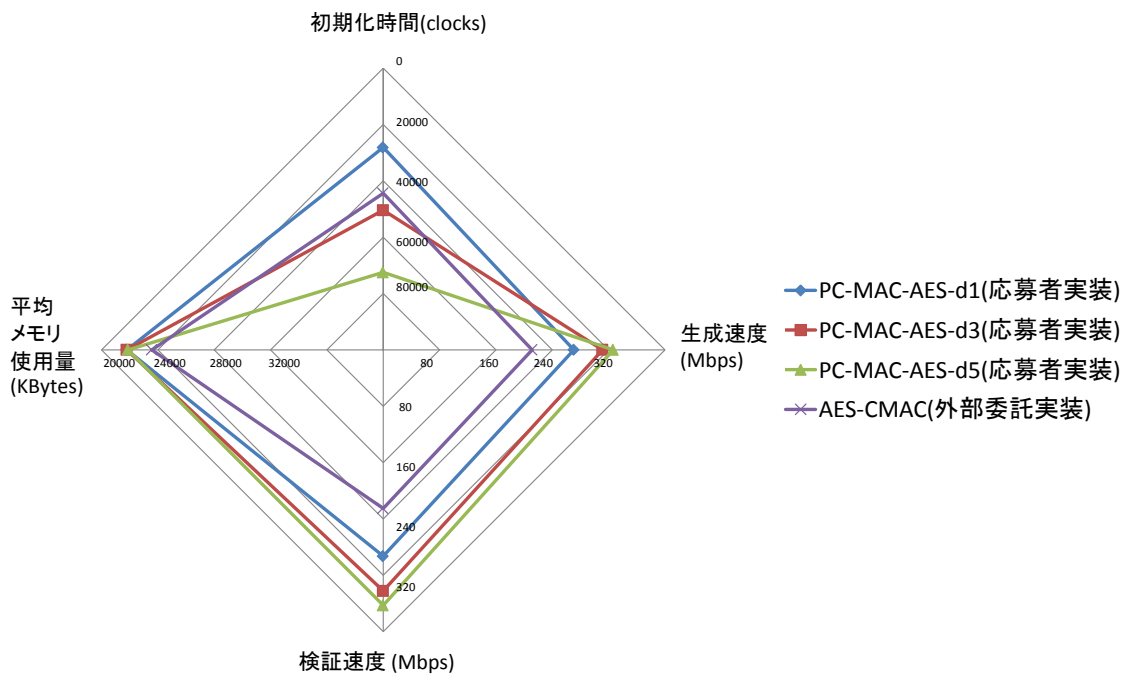 初期化時間(clocks)
0
20000
40000
60000
80000
平均
メモリ
使用量
(KBytes)
20000
24000
28000
32000
80
160
240
320
生成速度
(Mbps)
80
160
240
320
検証速度 (Mbps)
PC-MAC-AES-d1(応募者実装)
PC-MAC-AES-d3(応募者実装)
PC-MAC-AES-d5(応募者実装)
AES-CMAC(外部委託実装)